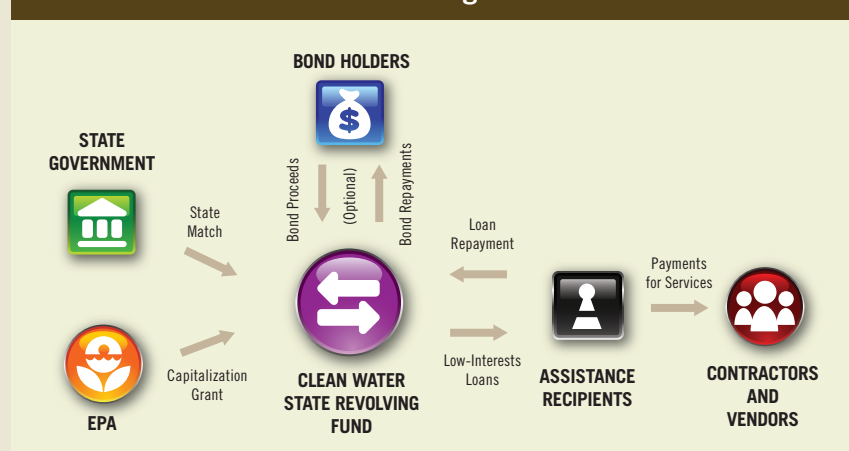 BOND HOLDERS
STATE
GOVERNMENT
Bond Proceeds
(Optional)
Bond Repayments
State
Match
Loan
Repayment
Payments
for Services
Capitalization
Grant
Low-Interests
Loans
EPA
CLEAN WATER
STATE REVOLVING
FUND
ASSISTANCE
RECIPIENTS
CONTRACTORS
AND
VENDORS